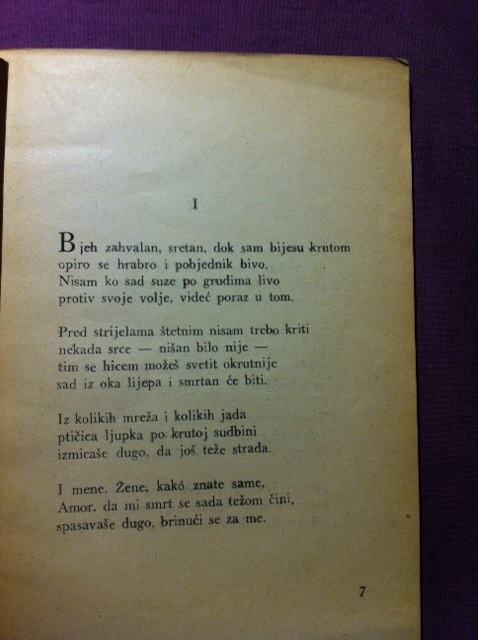 I
Bjeh zahvalan, sretan, dok sam bijesu krutom
opiro se hrabro i pobjednik bivo.
Nisam ko sad suze po grudima livo
protiv svoje volje, videć poraz u tom.
Pred strijelama štetnim nisam trebo kriti
nekada srce — nišan bilo nije —
tim se hicem možeš svetit okrutnije
sad iz oka lijepa i smrtan će biti.
Iz kolikih mreža i kolikih jada
ptičica ljupka po krutoj sudbini
izmicaše dugo, da još teže strada.
I mene, Žene, kako znate same,
Amor, da mi smrt se sada težom čini,
spasavaše dugo, brinući se za me.
7